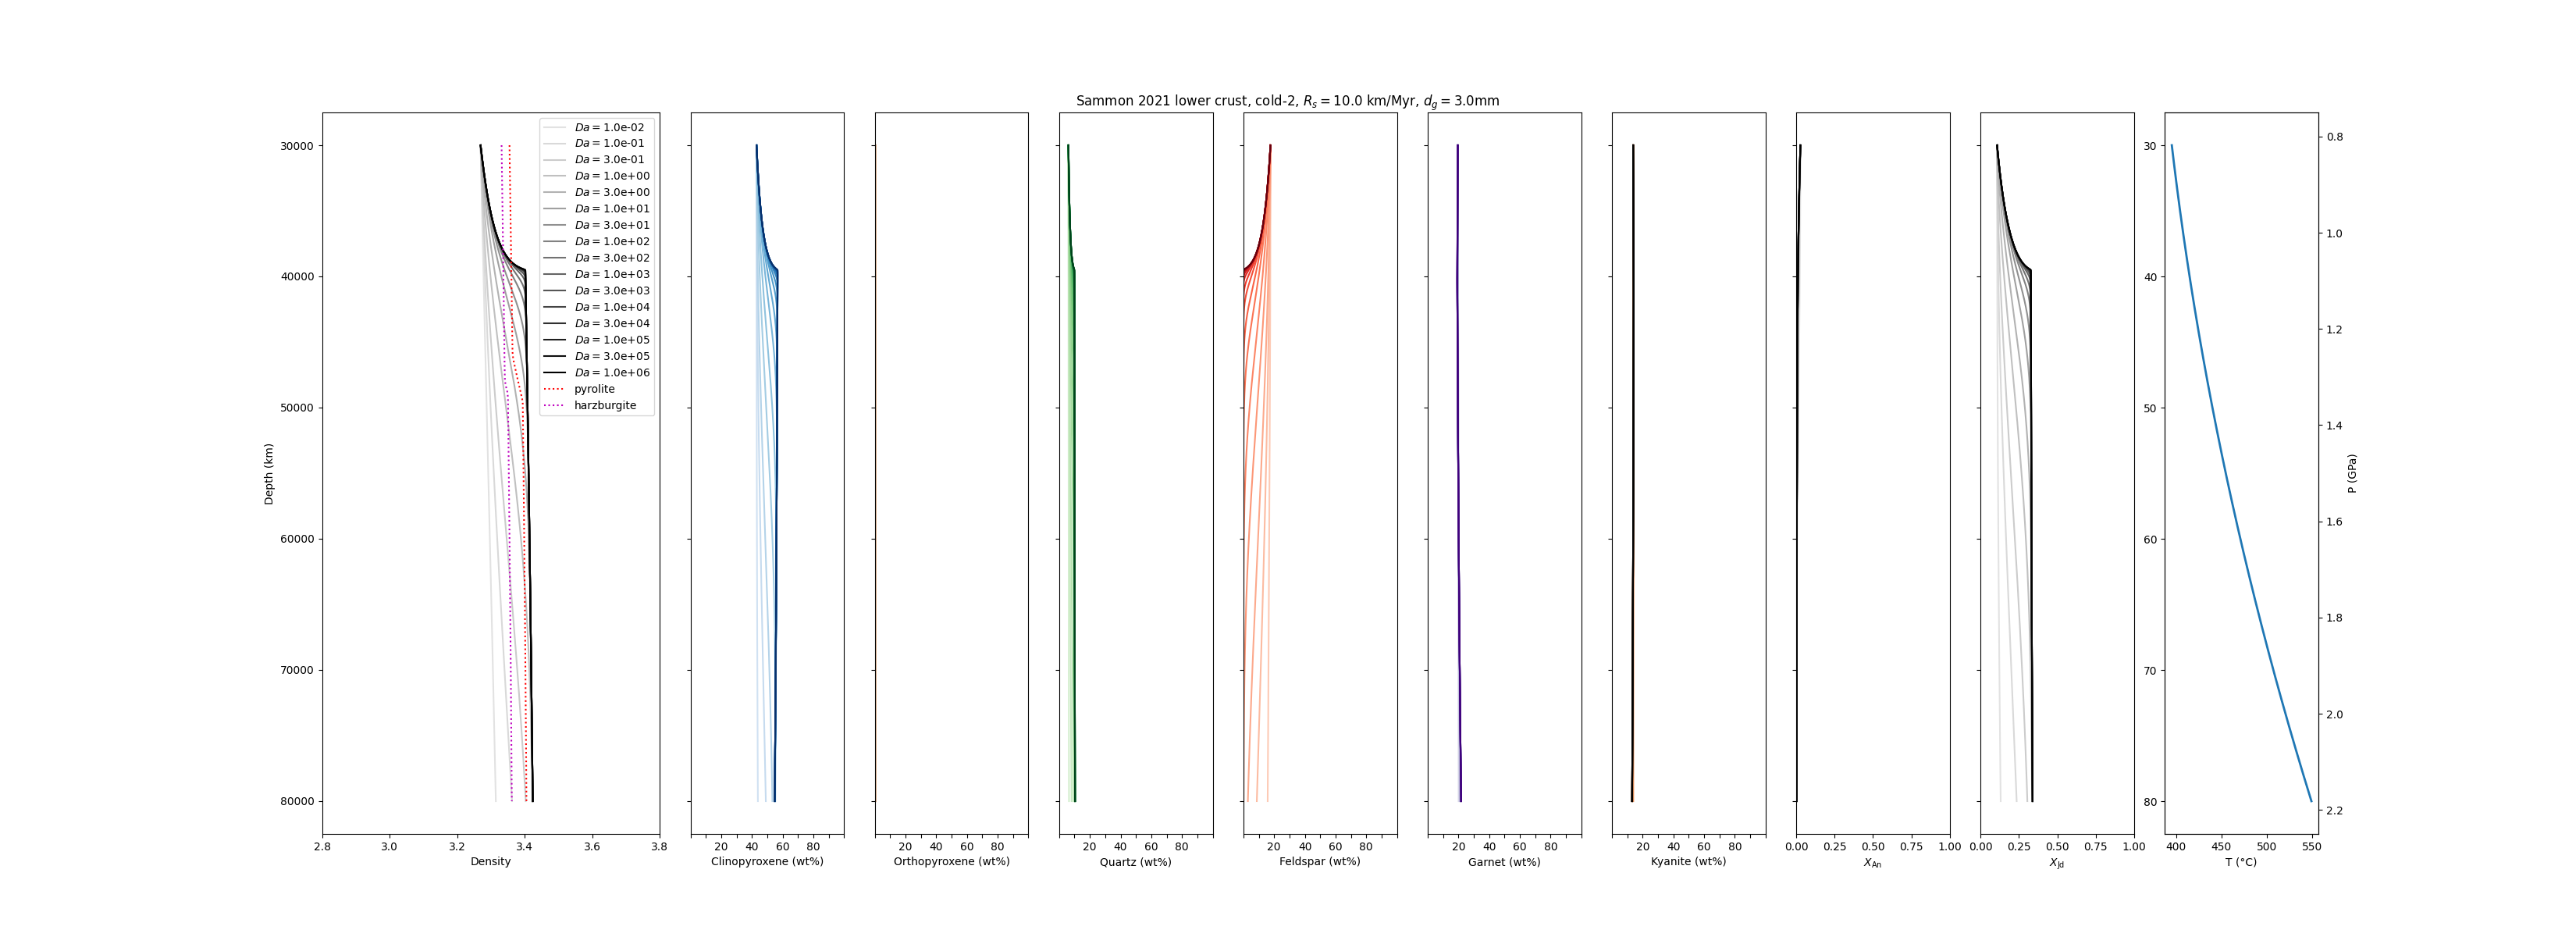 Sammon 2021 lower crust, cold-2, $R_s = 10.0$ km/Myr, $d_g = 3.0$mm
Da = 1.0e-02
Da = 1.0e-01
Da = 3.0e-01
Da = 1.0e+00
Da = 3.0e+00
Da = 1.0e+01
Da = 3.0e+01
Da = 1.0e+02
Da = 3.0e+02
Da = 1.0e+03
Da = 3.0e+03
Da = 1.0e+04
Da = 3.0e+04
Da = 1.0e+05
Da = 3.0e+05
Da = 1.0e+06
pyrolite
harzburgite
Depth (km)
30000
40000
50000
60000
70000
80000
2.8 3.0 3.2 3.4 3.6 3.8
Density
20 40 60 80
Clinopyroxene (wt%)
20 40 60 80
Orthopyroxene (wt%)
20 40 60 80
Quartz (wt%)
20 40 60 80
Feldspar (wt%)
20 40 60 80
Garnet (wt%)
20 40 60 80
Kyanite (wt%)
0.00 0.25 0.50 0.75 1.00
$X_{An}$
0.00 0.25 0.50 0.75 1.00
$X_{Jd}$
30
40
50
60
70
80
400 450 500 550
T (°C)
0.8
1.0
1.2
1.4
1.6
1.8
2.0
2.2
P (GPa)